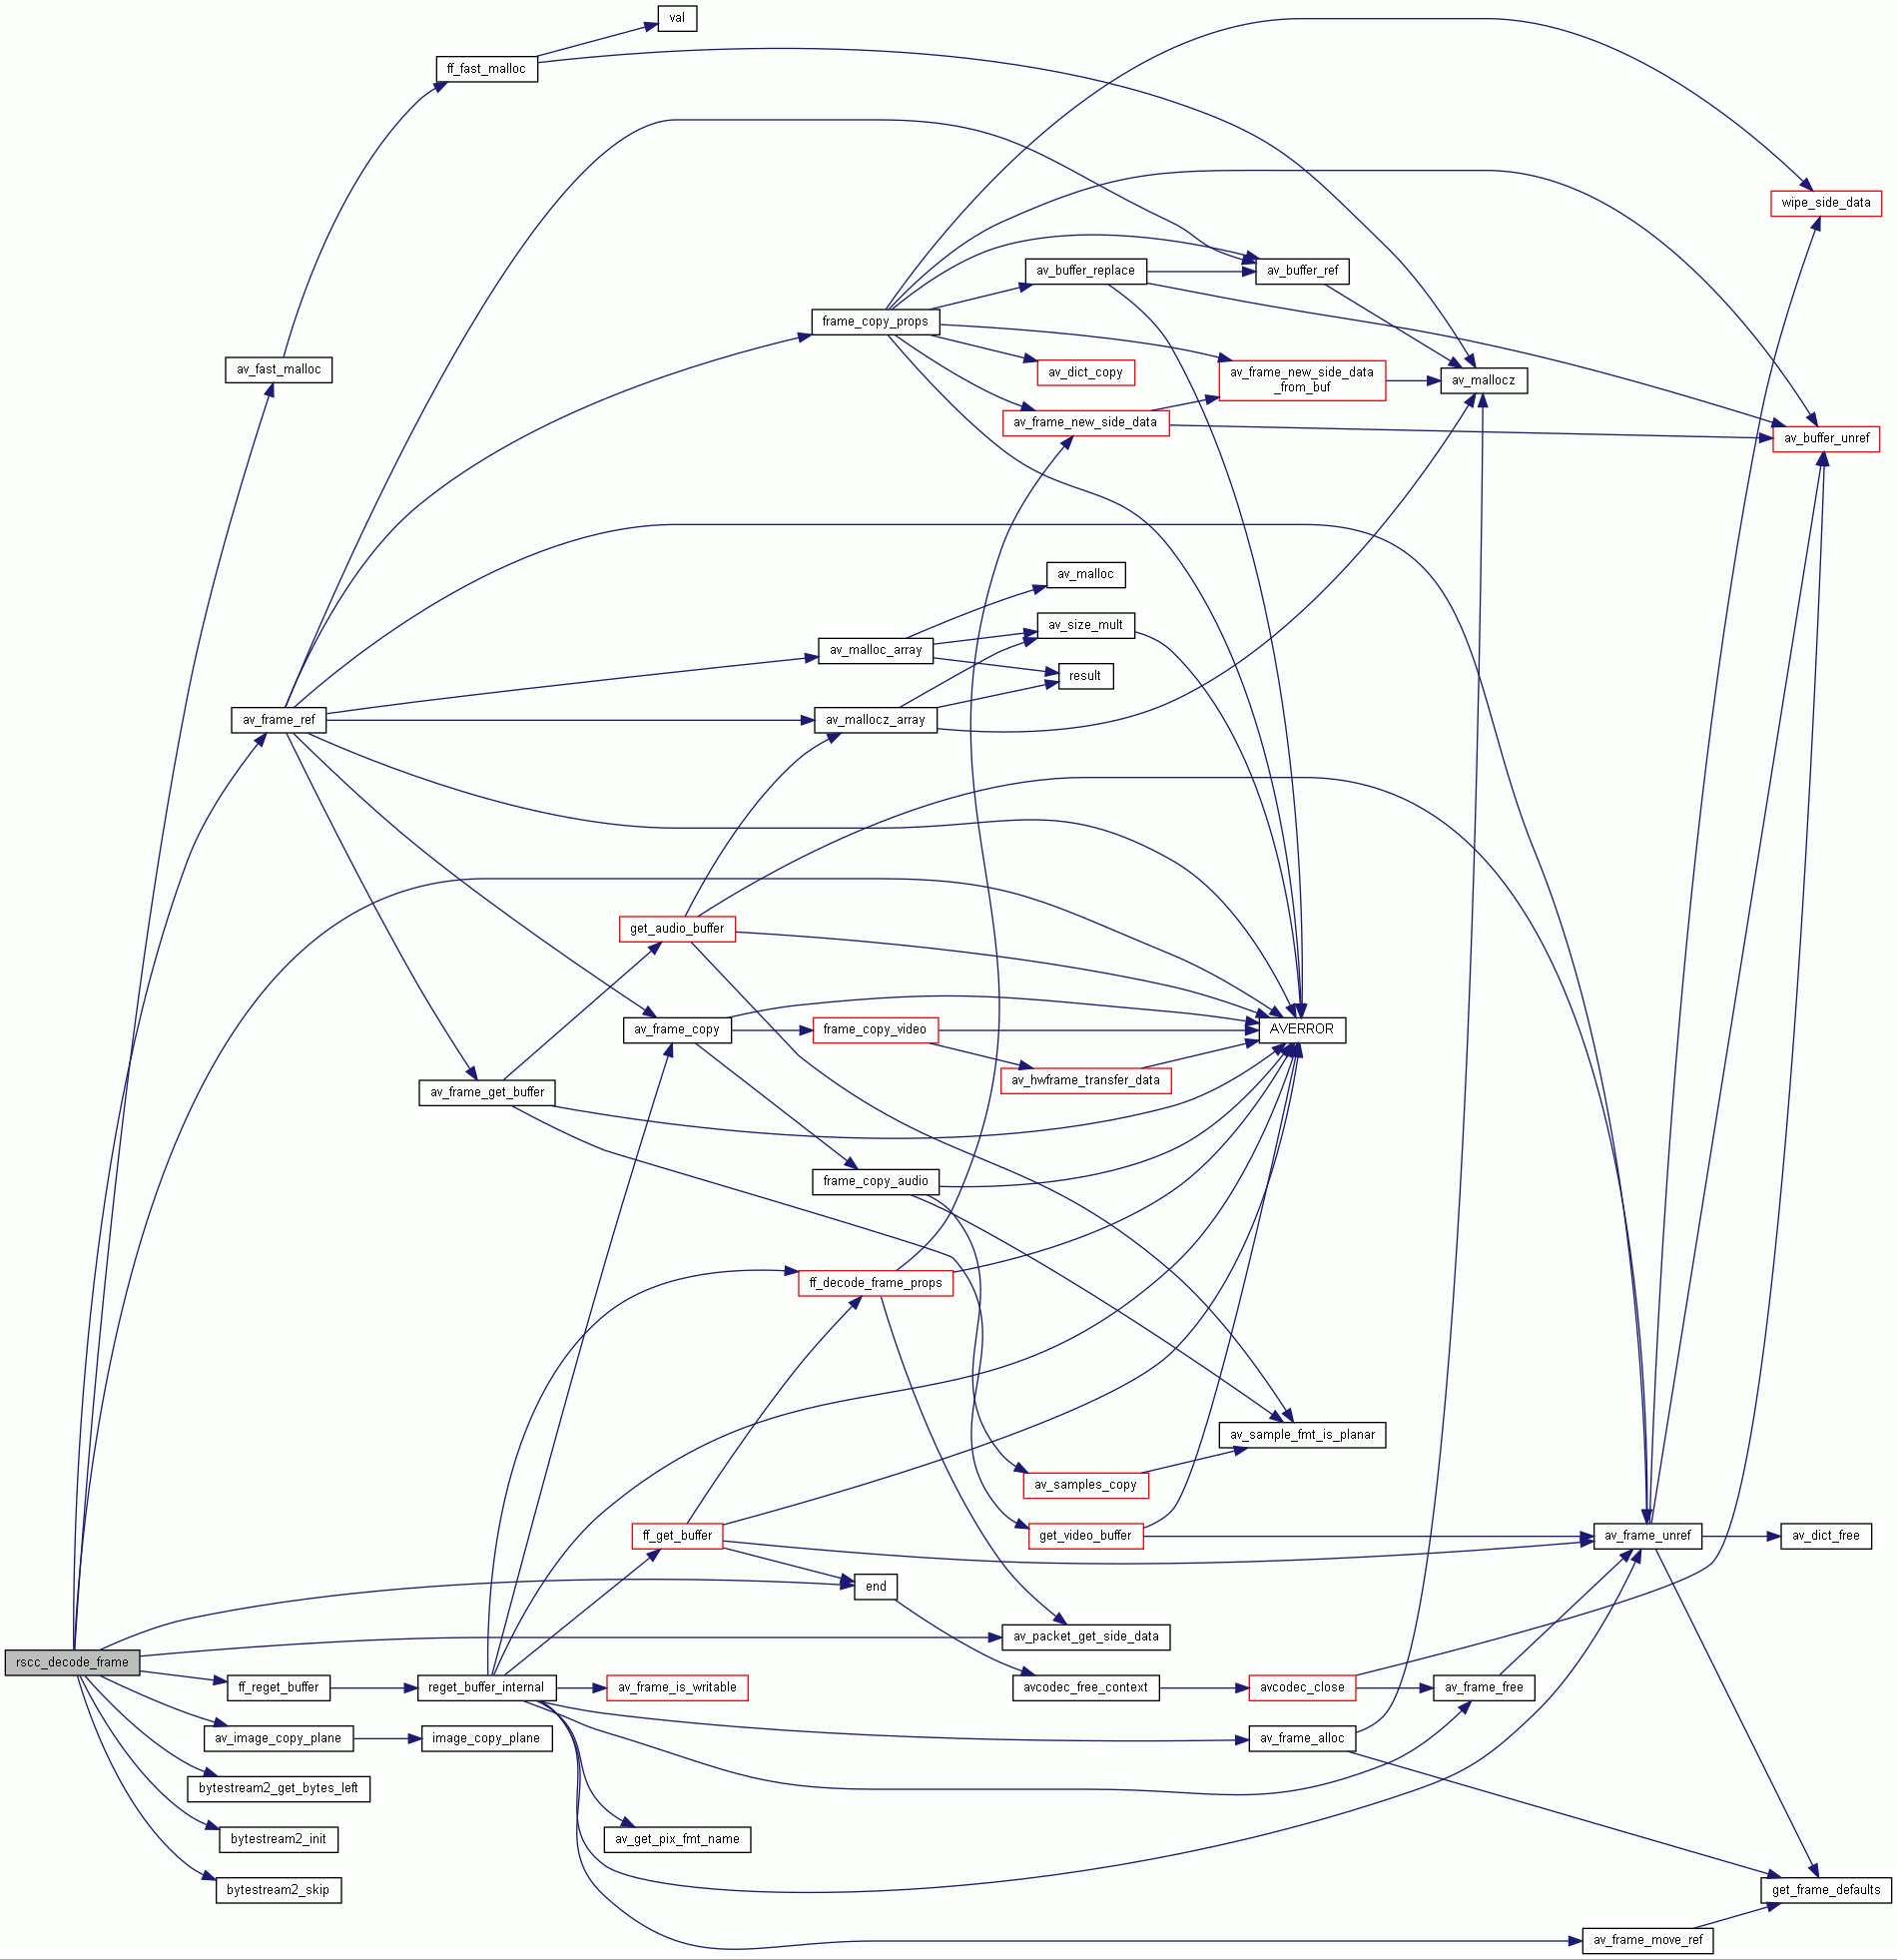 val
ff_fast_malloc
wipe_side_data
av_buffer_replace
av_buffer_ref
frame_copy_props
av_fast_malloc
av_dict_copy
av_frame_new_side_data
_from_buf
av_mallocz
av_frame_new_side_data
av_buffer_unref
av_malloc
av_size_mult
av_malloc_array
result
av_frame_ref
av_mallocz_array
get_audio_buffer
av_frame_copy
frame_copy_video
AVERROR
av_hwframe_transfer_data
av_frame_get_buffer
frame_copy_audio
ff_decode_frame_props
av_sample_fmt_is_planar
av_samples_copy
ff_get_buffer
get_video_buffer
av_frame_unref
av_dict_free
end
av_packet_get_side_data
rscc_decode_frame
ff_reget_buffer
reget_buffer_internal
av_frame_is_writable
avcodec_free_context
avcodec_close
av_frame_free
av_image_copy_plane
image_copy_plane
av_frame_alloc
bytestream2_get_bytes_left
bytestream2_init
av_get_pix_fmt_name
bytestream2_skip
get_frame_defaults
av_frame_move_ref